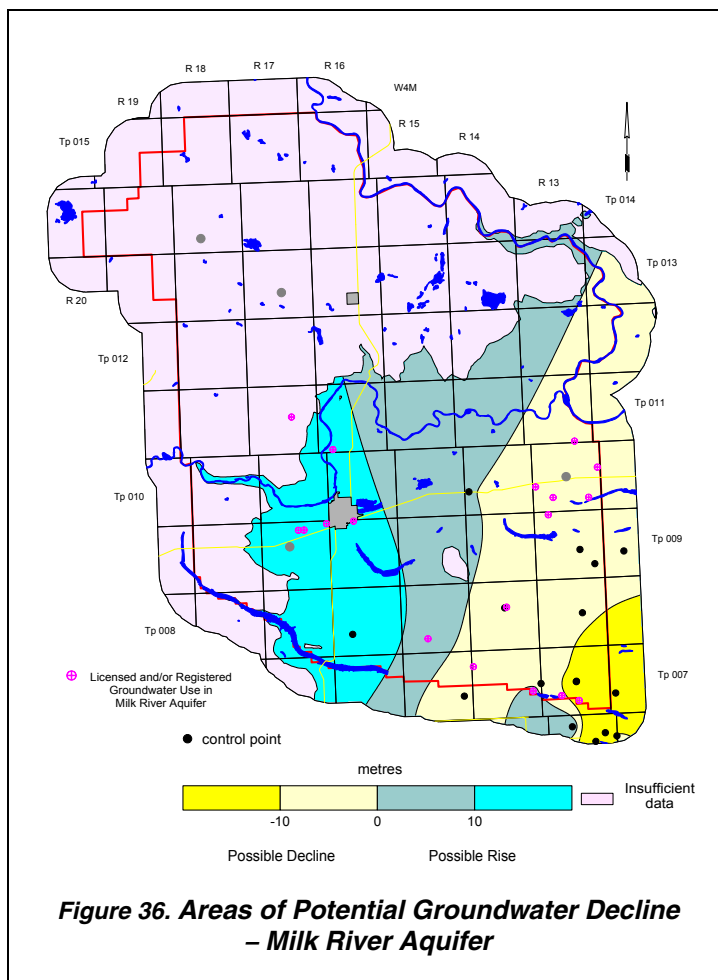 R 16
R 17
R 18
W4M
R 19
R 15
Tp 015
R 14
R 13
Tp 014
Tp 013
R 20
Tp 012
Tp 011
Tp 010
Tp 009
Tp 008
Tp 007
Licensed and/or Registered
Groundwater Use in
Milk River Aquifer
control point
metres
Insufficient
data
-10
0
10
Possible Decline
Possible Rise
Figure 36. Areas of Potential Groundwater Decline
– Milk River Aquifer